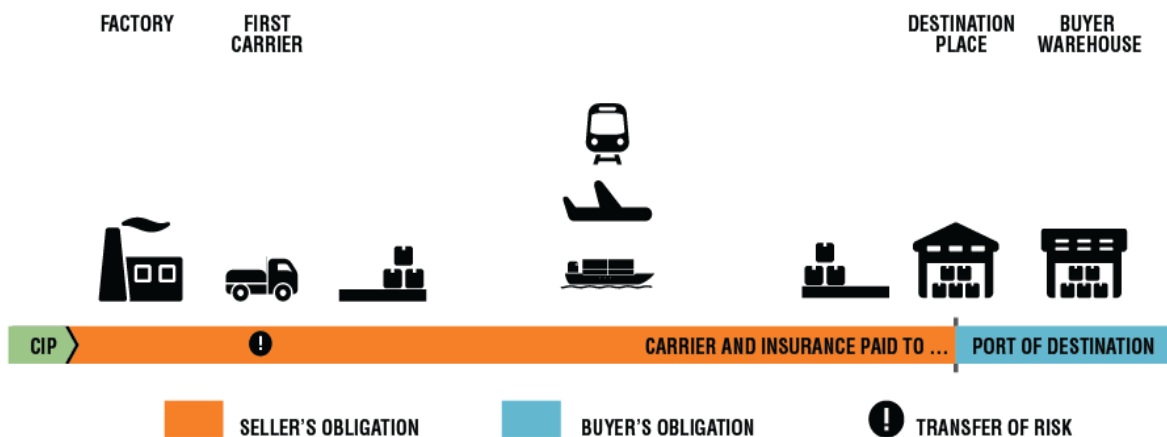 FACTORY
FIRST
CARRIER
DESTINATION
PLACE
BUYER
WAREHOUSE
CIP
!
CARRIER AND INSURANCE PAID TO ...
PORT OF DESTINATION
SELLER'S OBLIGATION
BUYER'S OBLIGATION
!
TRANSFER OF RISK